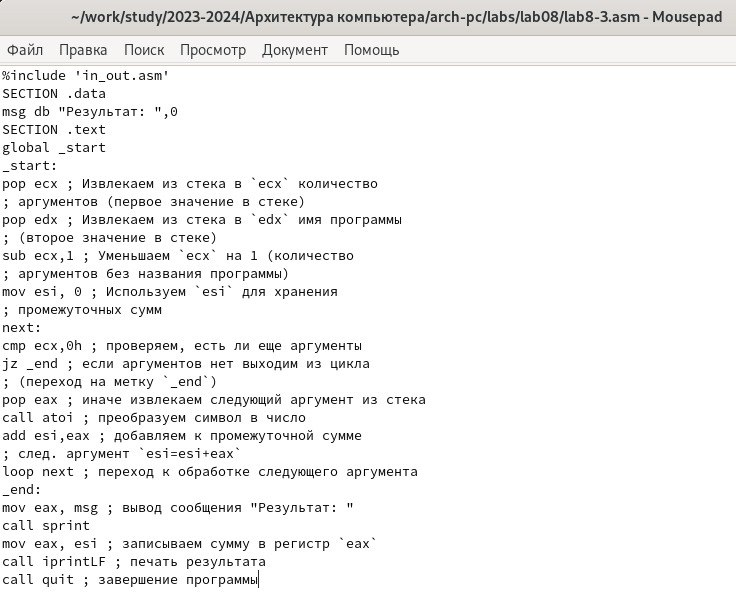 ~/work/study/2023-2024/Архитектура компьютера/arch-pc/labs/lab08/lab8-3.asm - Mousepad
Файл Правка Поиск Просмотр Документ Помощь
%include 'in_out.asm'
SECTION .data
msg db "Результат: ",0
SECTION .text
global _start
_start:
pop ecx ; Извлекаем из стека в `ecx` количество
; аргументов (первое значение в стеке)
pop edx ; Извлекаем из стека в `edx` имя программы
; (второе значение в стеке)
sub ecx,1 ; Уменьшаем `ecx` на 1 (количество
; аргументов без названия программы)
mov esi, 0 ; Используем `esi` для хранения
; промежуточных сумм
next:
cmp ecx,0h ; проверяем, есть ли еще аргументы
jz _end ; если аргументов нет выходим из цикла
; (переход на метку `_end`)
pop eax ; иначе извлекаем следующий аргумент из стека
call atoi ; преобразуем символ в число
add esi,eax ; добавляем к промежуточной сумме
; след. аргумент `esi=esi+eax`
loop next ; переход к обработке следующего аргумента
_end:
mov eax, msg ; вывод сообщения "Результат: "
call sprint
mov eax, esi ; записываем сумму в регистр `eax`
call iprintLF ; печать результата
call quit ; завершение программы